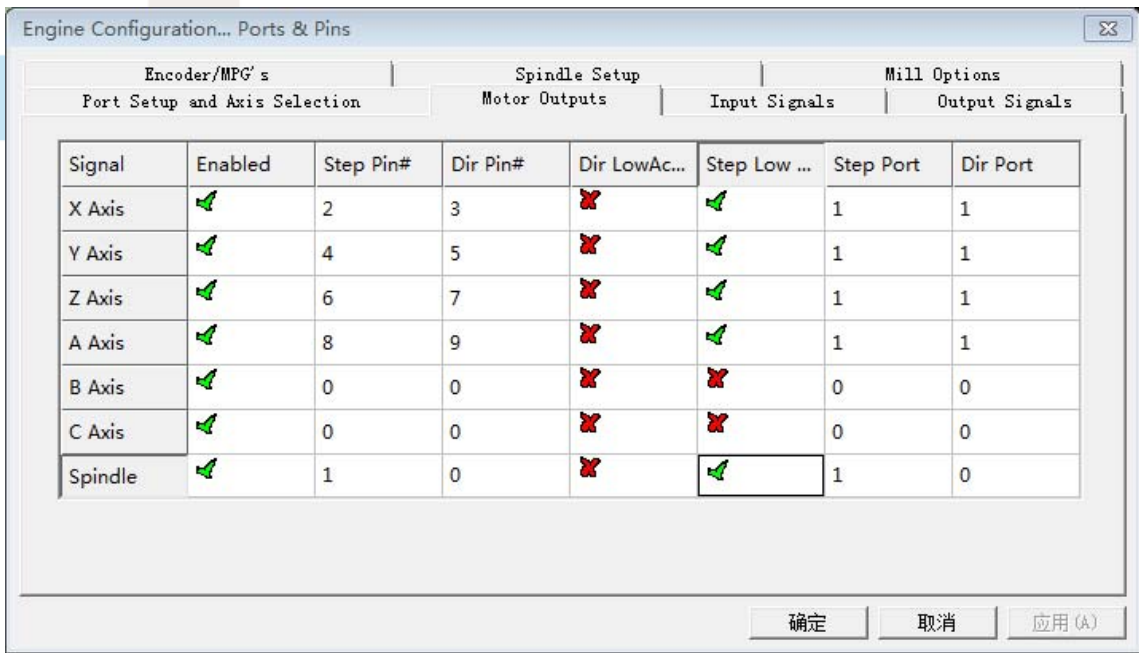 Engine Configuration... Ports & Pins
Encoder/MPG's Spindle Setup Mill Options
Port Setup and Axis Selection Motor Outputs Input Signals Output Signals
Signal Enabled Step Pin# Dir Pin# Dir LowAc... Step Low ... Step Port Dir Port
X Axis 2 3 1 1
Y Axis 4 5 1 1
Z Axis 6 7 1 1
A Axis 8 9 1 1
B Axis 0 0 0 0
C Axis 0 0 0 0
Spindle 1 0 1 0
确定 取消 应用(A)